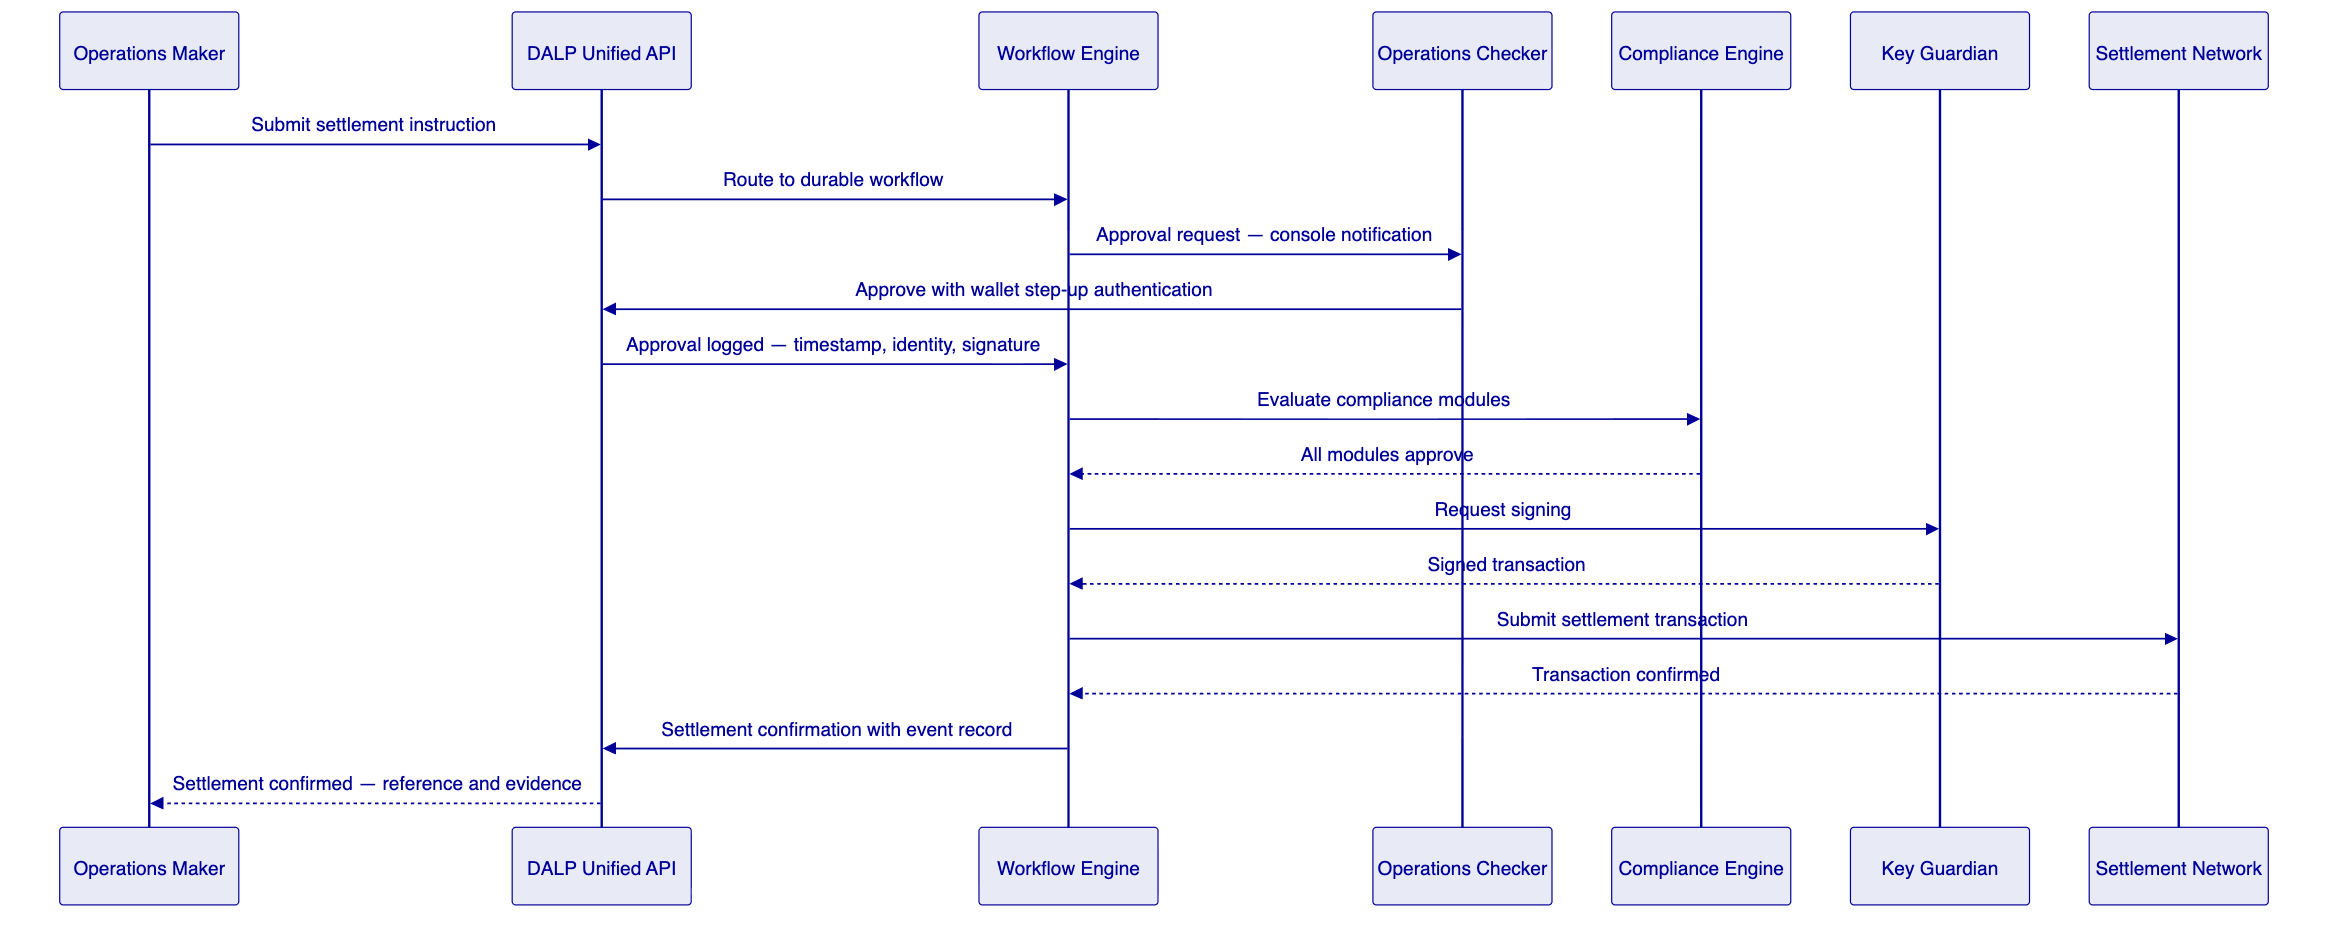 Operations Maker
DALP Unified API
Workflow Engine
Operations Checker
Compliance Engine
Key Guardian
Settlement Network
Submit settlement instruction
Route to durable workflow
Approval request — console notification
Approve with wallet step-up authentication
Approval logged — timestamp, identity, signature
Evaluate compliance modules
All modules approve
Request signing
Signed transaction
Submit settlement transaction
Transaction confirmed
Settlement confirmation with event record
Settlement confirmed — reference and evidence
Operations Maker
DALP Unified API
Workflow Engine
Operations Checker
Compliance Engine
Key Guardian
Settlement Network